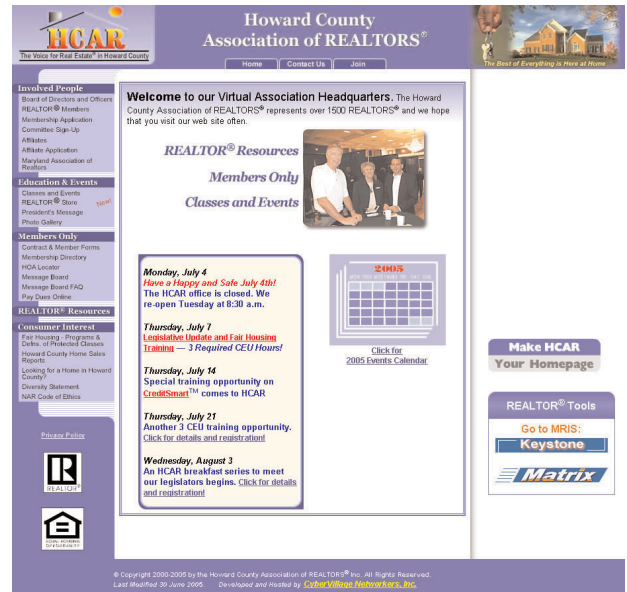 HCAR
The Voice for Real Estate® in Howard County
Howard County
Association of REALTORS®
Home
Contact Us
Join
The Best of Everything is Here at Home
Involved People
Board of Directors and Officers
REALTOR® Members
Membership Application
Committee Sign-Up
Affiliates
Affiliate Application
Maryland Association of
Realtors
Education & Events
Classes and Events
REALTOR® Store New!
President's Message
Photo Gallery
Members Only
Contract & Member Forms
Membership Directory
HOA Locator
Message Board
Message Board FAQ
Pay Dues Online
REALTOR® Resources
Consumer Interest
Fair Housing - Programs &
Defns. of Protected Classes
Howard County Home Sales
Reports
Looking for a Home in Howard
County?
Diversity Statement
NAR Code of Ethics
Privacy Policy
REALTOR®
EQUAL HOUSING
OPPORTUNITY
Welcome to our Virtual Association Headquarters. The Howard
County Association of REALTORS® represents over 1500 REALTORS® and we hope
that you visit our web site often.
REALTOR® Resources
Members Only
Classes and Events
Monday, July 4
Have a Happy and Safe July 4th!
The HCAR office is closed. We
re-open Tuesday at 8:30 a.m.
Thursday, July 7
Legislative Update and Fair Housing
Training — 3 Required CEU Hours!
Thursday, July 14
Special training opportunity on
CreditSmart™ comes to HCAR
Thursday, July 21
Another 3 CEU training opportunity.
Click for details and registration!
Wednesday, August 3
An HCAR breakfast series to meet
our legislators begins. Click for details
and registration!
2005
Click for
2005 Events Calendar
Make HCAR
Your Homepage
REALTOR® Tools
Go to MRIS:
Keystone
Matrix
© Copyright 2000-2005 by the Howard County Association of REALTORS® Inc. All Rights Reserved.
Last Modified 30 June 2005. Developed and Hosted by CyberVillage Networkers, Inc.